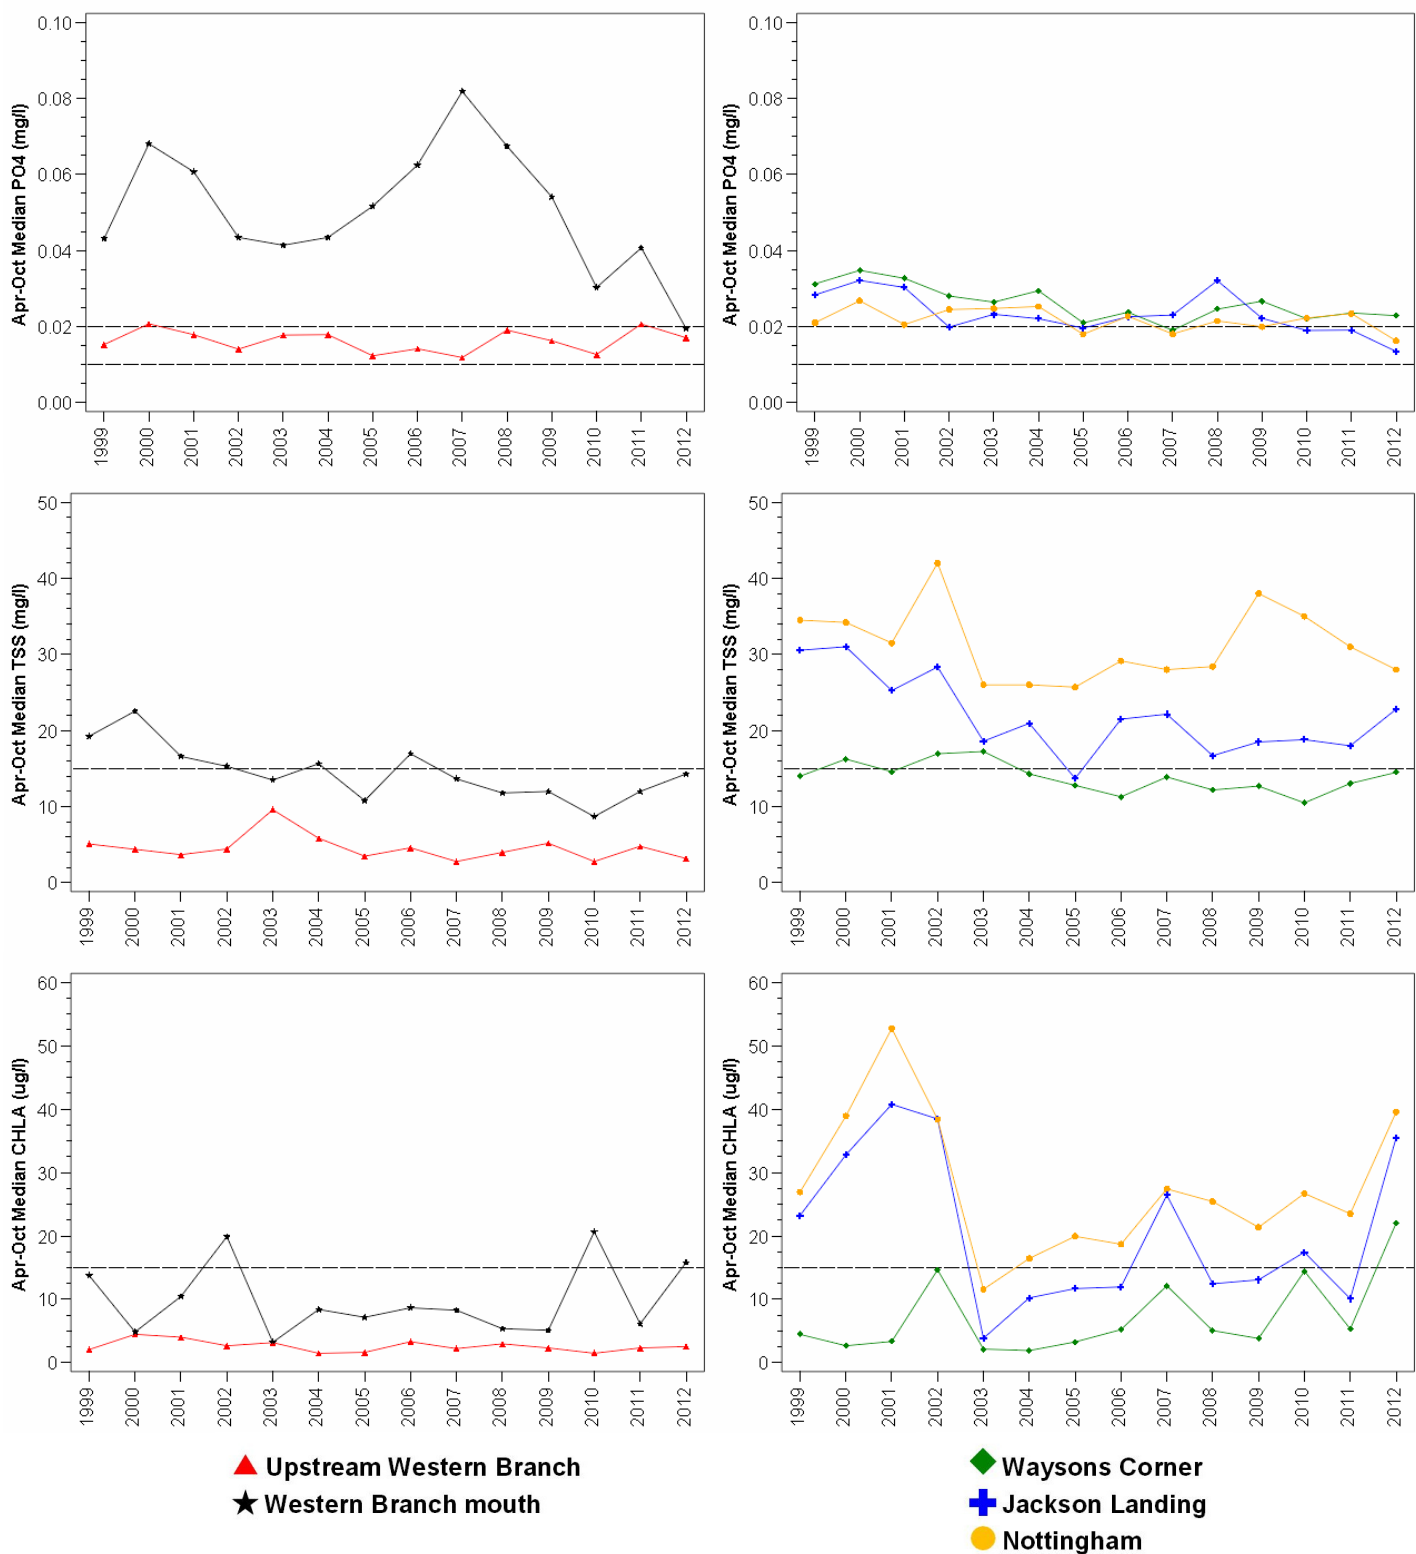 Apr-Oct Median PO4 (mg/l)
0.10
0.08
0.06
0.04
0.02
0.00
1999 2000 2001 2002 2003 2004 2005 2006 2007 2008 2009 2010 2011 2012
Apr-Oct Median PO4 (mg/l)
0.10
0.08
0.06
0.04
0.02
0.00
1999 2000 2001 2002 2003 2004 2005 2006 2007 2008 2009 2010 2011 2012
Apr-Oct Median TSS (mg/l)
50
40
30
20
10
0
1999 2000 2001 2002 2003 2004 2005 2006 2007 2008 2009 2010 2011 2012
Apr-Oct Median TSS (mg/l)
50
40
30
20
10
0
1999 2000 2001 2002 2003 2004 2005 2006 2007 2008 2009 2010 2011 2012
Apr-Oct Median CHLA (ug/l)
60
50
40
30
20
10
0
1999 2000 2001 2002 2003 2004 2005 2006 2007 2008 2009 2010 2011 2012
Apr-Oct Median CHLA (ug/l)
60
50
40
30
20
10
0
1999 2000 2001 2002 2003 2004 2005 2006 2007 2008 2009 2010 2011 2012
Upstream Western Branch
Western Branch mouth
Waysons Corner
Jackson Landing
Nottingham